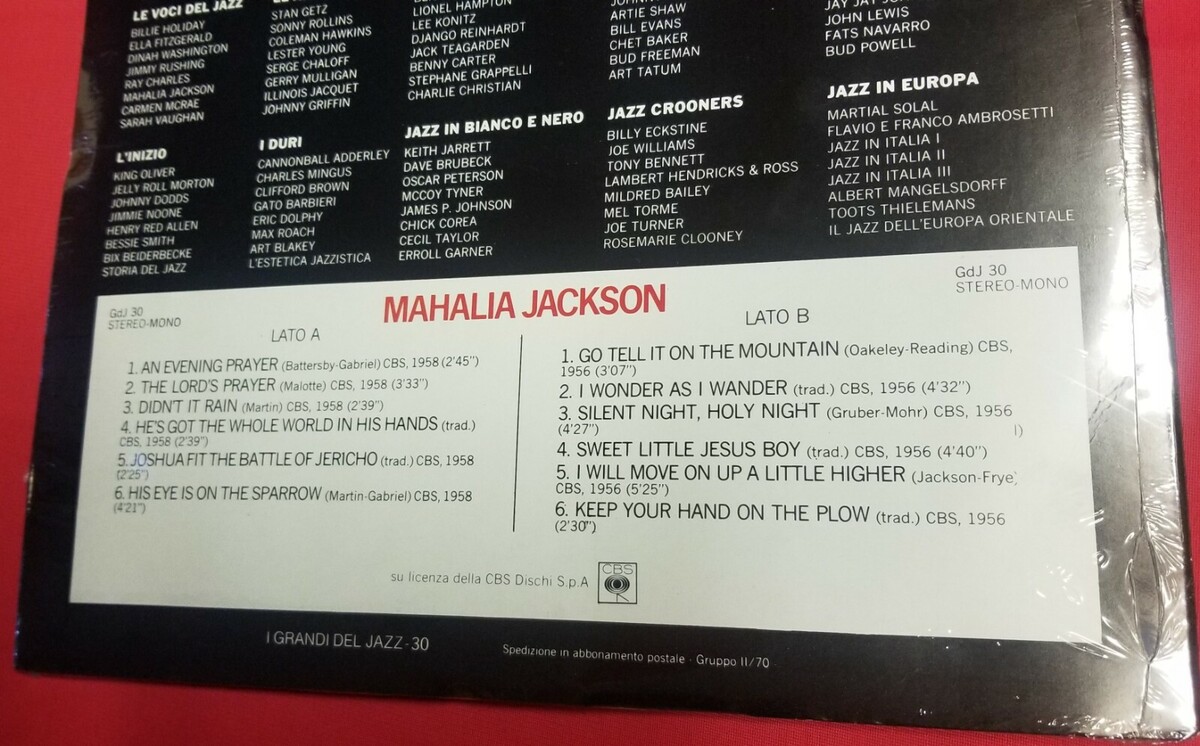 LE VOCI DEL JAZZ
BILLIE HOLIDAY
ELLA FITZGERALD
DINAH WASHINGTON
JIMMY RUSHING
RAY CHARLES
MAHALIA JACKSON
CARMEN MCRAE
SARAH VAUGHAN
STAN GETZ
SONNY ROLLINS
COLEMAN HAWKINS
LESTER YOUNG
SERGE CHALOFF
GERRY MULLIGAN
ILLINOIS JACQUET
JOHNNY GRIFFIN
LIONEL HAMPTON
LEE KONITZ
DJANGO REINHARDT
JACK TEAGARDEN
BENNY CARTER
STEPHANE GRAPPELLI
CHARLIE CHRISTIAN
ARTIE SHAW
BILL EVANS
CHET BAKER
BUD FREEMAN
ART TATUM
JOHN LEWIS
FATS NAVARRO
BUD POWELL
L'INIZIO
KING OLIVER
JELLY ROLL MORTON
JOHNNY DODDS
JIMMIE NOONE
HENRY RED ALLEN
BESSIE SMITH
BIX BEIDERBECKE
STORIA DEL JAZZ
I DURI
CANNONBALL ADDERLEY
CHARLES MINGUS
CLIFFORD BROWN
GATO BARBIERI
ERIC DOLPHY
MAX ROACH
ART BLAKEY
L'ESTETICA JAZZISTICA
JAZZ IN BIANCO E NERO
KEITH JARRETT
DAVE BRUBECK
OSCAR PETERSON
MCCOY TYNER
JAMES P. JOHNSON
CHICK COREA
CECIL TAYLOR
ERROLL GARNER
JAZZ CROONERS
BILLY ECKSTINE
JOE WILLIAMS
TONY BENNETT
LAMBERT HENDRICKS & ROSS
MILDRED BAILEY
MEL TORME
JOE TURNER
ROSEMARIE CLOONEY
JAZZ IN EUROPA
MARTIAL SOLAL
FLAVIO E FRANCO AMBROSETTI
JAZZ IN ITALIA I
JAZZ IN ITALIA II
JAZZ IN ITALIA III
ALBERT MANGELSDORFF
TOOTS THIELEMANS
IL JAZZ DELL'EUROPA ORIENTALE
GdJ 30
STEREO-MONO
MAHALIA JACKSON
GdJ 30
STEREO-MONO
LATO A
1. AN EVENING PRAYER (Battersby-Gabriel) CBS, 1958 (2'45")
2. THE LORD'S PRAYER (Malotte) CBS, 1958 (3'33")
3. DIDN'T IT RAIN (Martin) CBS, 1958 (2'39")
4. HE'S GOT THE WHOLE WORLD IN HIS HANDS (trad.)
CBS, 1958 (2'39")
5. JOSHUA FIT THE BATTLE OF JERICHO (trad.) CBS, 1958
(2'25")
6. HIS EYE IS ON THE SPARROW (Martin-Gabriel) CBS, 1958
(4'21")
LATO B
1. GO TELL IT ON THE MOUNTAIN (Oakeley-Reading) CBS,
1956 (3'07")
2. I WONDER AS I WANDER (trad.) CBS, 1956 (4'32")
3. SILENT NIGHT, HOLY NIGHT (Gruber-Mohr) CBS, 1956
(4'27")
4. SWEET LITTLE JESUS BOY (trad.) CBS, 1956 (4'40")
5. I WILL MOVE ON UP A LITTLE HIGHER (Jackson-Frye)
CBS, 1956 (5'25")
6. KEEP YOUR HAND ON THE PLOW (trad.) CBS, 1956
(2'30")
su licenza della CBS Dischi S.p.A
CBS
I GRANDI DEL JAZZ - 30
Spedizione in abbonamento postale - Gruppo II/70